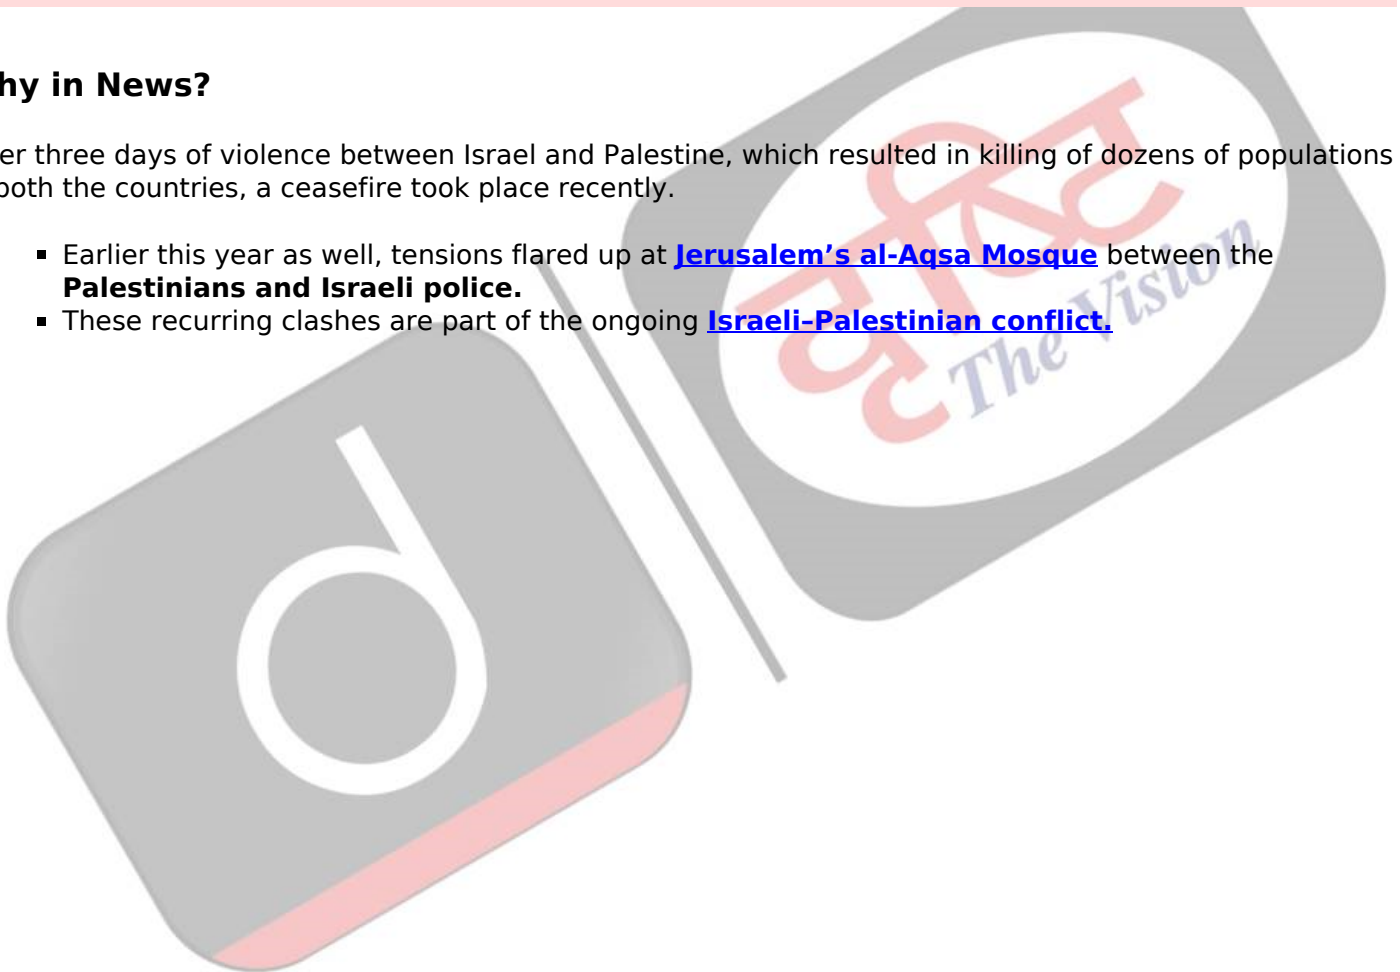 hy in News?
er three days of violence between Israel and Palestine, which resulted in killing of dozens of populations
both the countries, a ceasefire took place recently.
▪ Earlier this year as well, tensions flared up at Jerusalem’s al-Aqsa Mosque between the
Palestinians and Israeli police.
▪ These recurring clashes are part of the ongoing Israeli–Palestinian conflict.
दृष्टि
The Vision
d